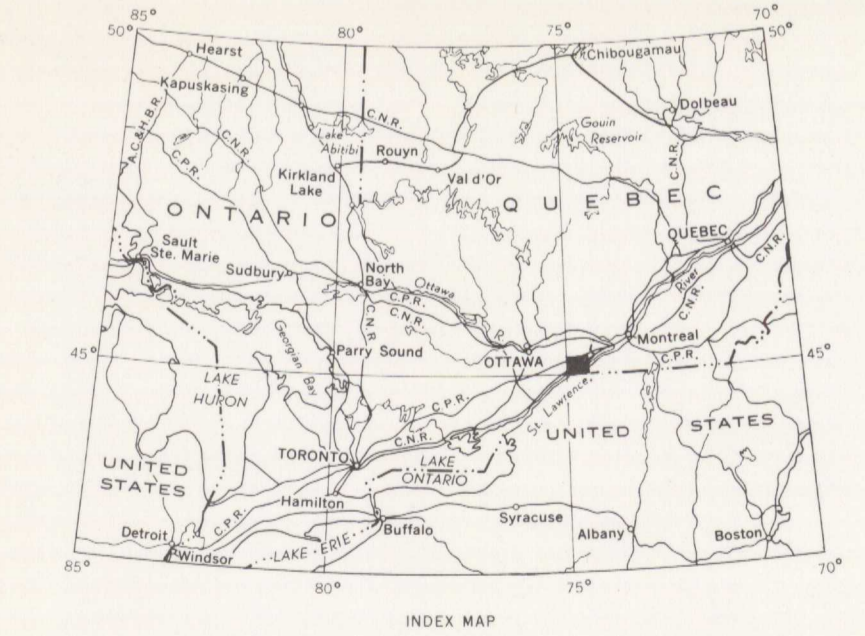 85°
80°
75°
70°
50°
50°
Hearst
Chibougamau
Kapuskasing
Dolbeau
C.N.R.
Gouin
Reservoir
A.C.&H.B.R.
C.N.R.
Lake
Abitibi
Rouyn
C.N.R.
C.P.R.
Kirkland
Lake
Val d'Or
QUEBEC
ONTARIO
QUEBEC
Sault
Ste. Marie
C.N.R.
Sudbury
North
Bay
Ottawa
River
C.P.R.
C.N.R.
C.N.R.
C.N.R.
R.
Georgian
Bay
Parry Sound
OTTAWA
Montreal
C.P.R.
45°
45°
LAKE
HURON
C.P.R.
St. Lawrence
UNITED
STATES
C.N.R.
TORONTO
LAKE
ONTARIO
UNITED
STATES
Hamilton
C.P.R.
Syracuse
Detroit
Buffalo
Albany
Boston
Windsor
LAKE ERIE
85°
80°
75°
70°
INDEX MAP